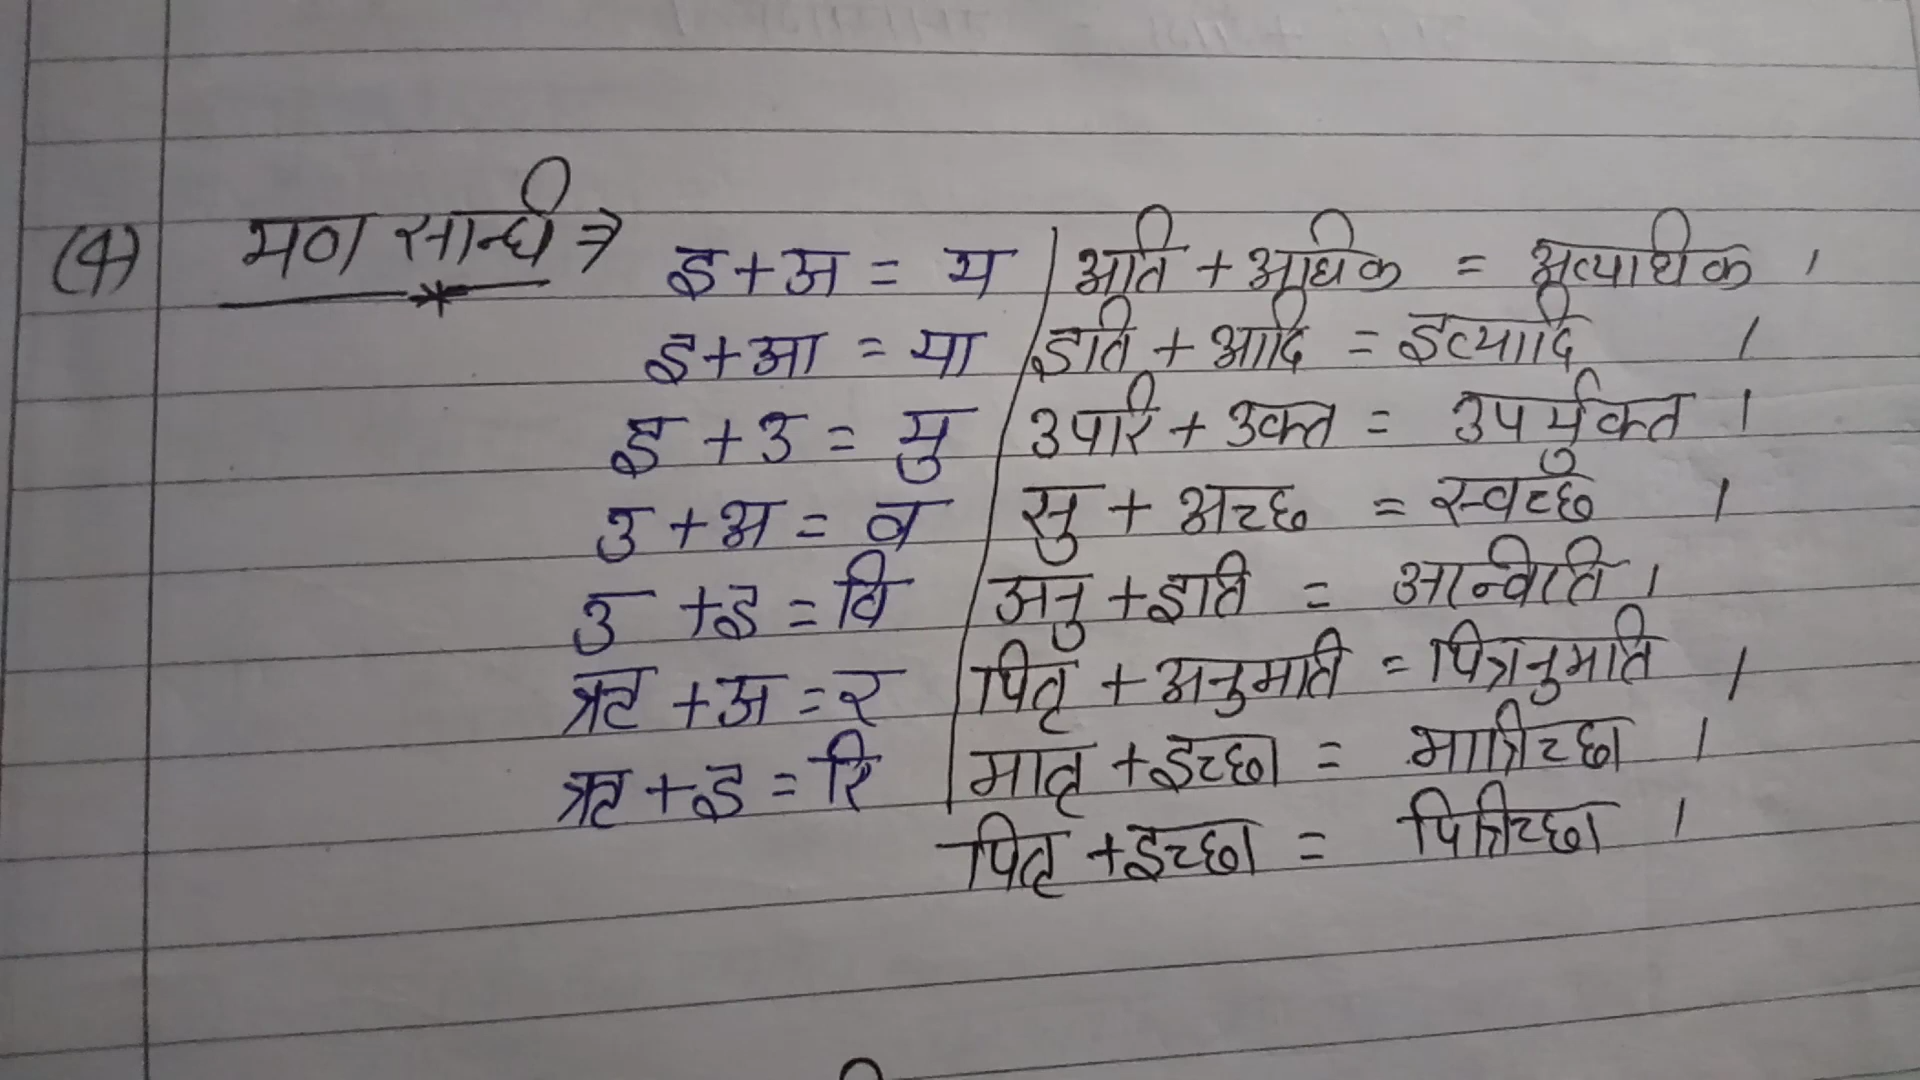 (4) यण सन्धि ⇒ इ + अ = य | अति + अधिक = अत्यधिक ।
इ + आ = या | इति + आदि = इत्यादि ।
इ + उ = यु | उपरि + उक्त = उपर्युक्त ।
उ + अ = व | सु + अच्छ = स्वच्छ ।
उ + इ = वि | अनु + इति = अन्विति ।
ऋ + अ = र | पितृ + अनुमति = पित्रनुमति ।
ऋ + इ = रि | मातृ + इच्छा = मात्रिच्छा ।
पितृ + इच्छा = पित्रिच्छा ।